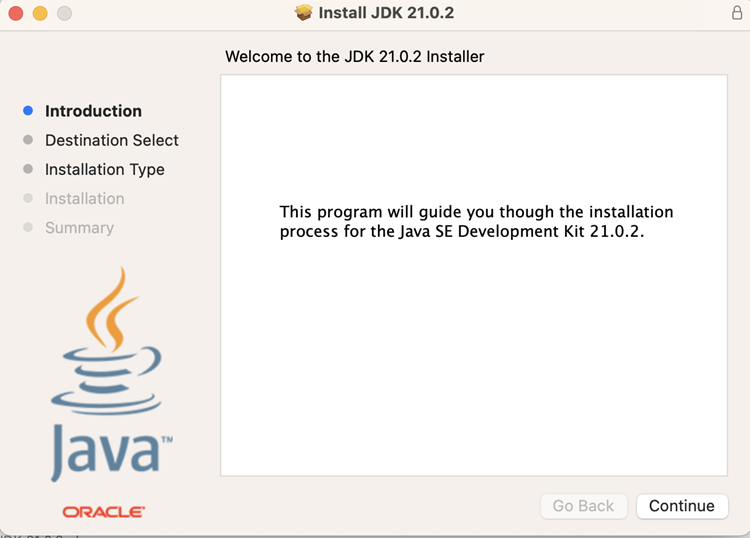 Install JDK 21.0.2
Welcome to the JDK 21.0.2 Installer
Introduction
Destination Select
Installation Type
Installation
Summary
This program will guide you though the installation
process for the Java SE Development Kit 21.0.2.
Java™
ORACLE®
Go Back
Continue